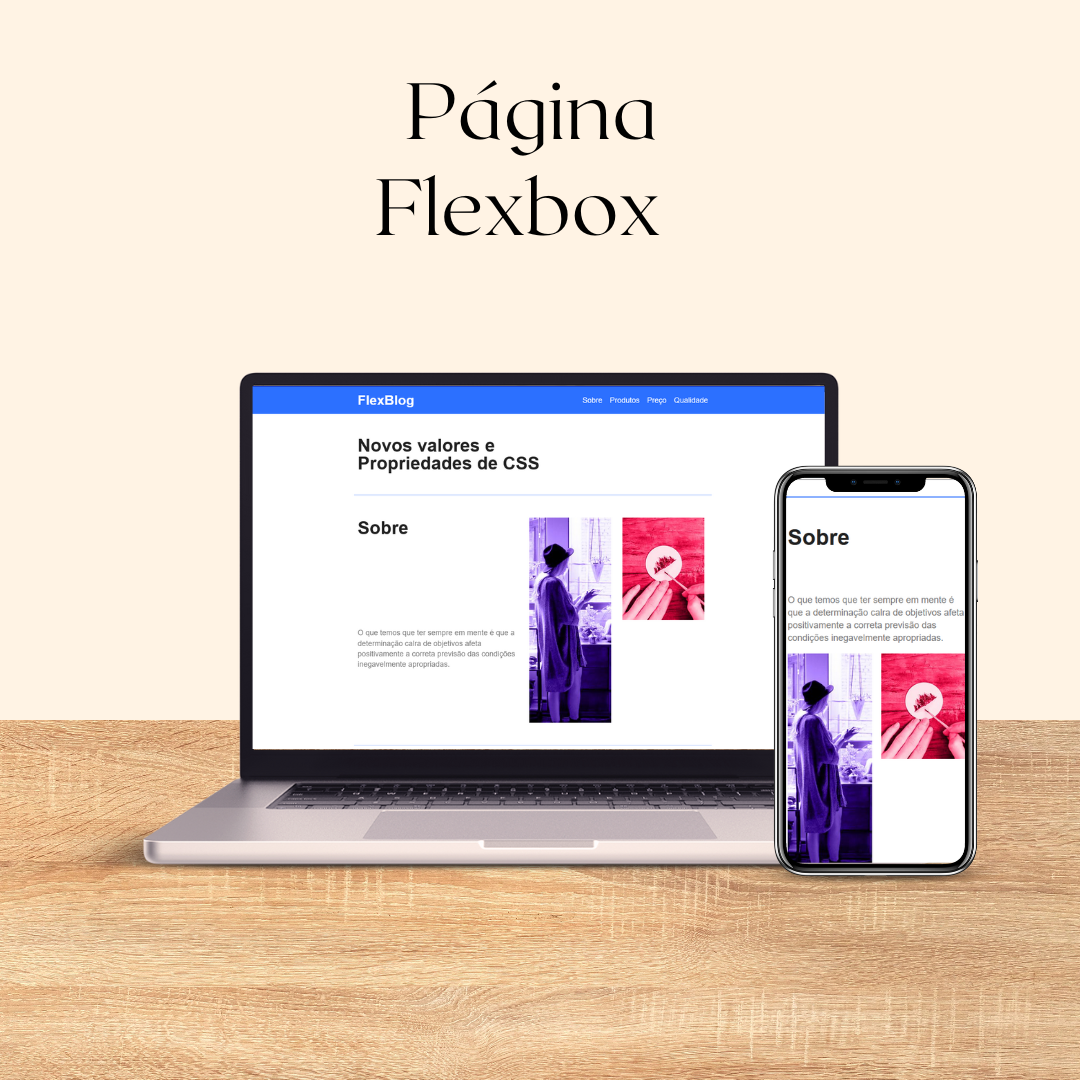 Página
Flexbox
FlexBlog
Sobre Produtos Preço Qualidade
Novos valores e
Propriedades de CSS
Sobre
O que temos que ter sempre em mente é que a
determinação calra de objetivos afeta
positivamente a correta previsão das condições
inegavelmente apropriadas.
Sobre
O que temos que ter sempre em mente é
que a determinação calra de objetivos afeta
positivamente a correta previsão das
condições inegavelmente apropriadas.